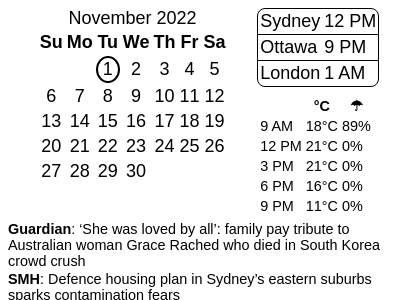 November 2022
Su Mo Tu We Th Fr Sa
1 2 3 4 5
6 7 8 9 10 11 12
13 14 15 16 17 18 19
20 21 22 23 24 25 26
27 28 29 30
Sydney 12 PM
Ottawa 9 PM
London 1 AM
°C ☂
9 AM 18°C 89%
12 PM 21°C 0%
3 PM 21°C 0%
6 PM 16°C 0%
9 PM 11°C 0%
Guardian: ‘She was loved by all’: family pay tribute to
Australian woman Grace Rached who died in South Korea
crowd crush
SMH: Defence housing plan in Sydney’s eastern suburbs
sparks contamination fears